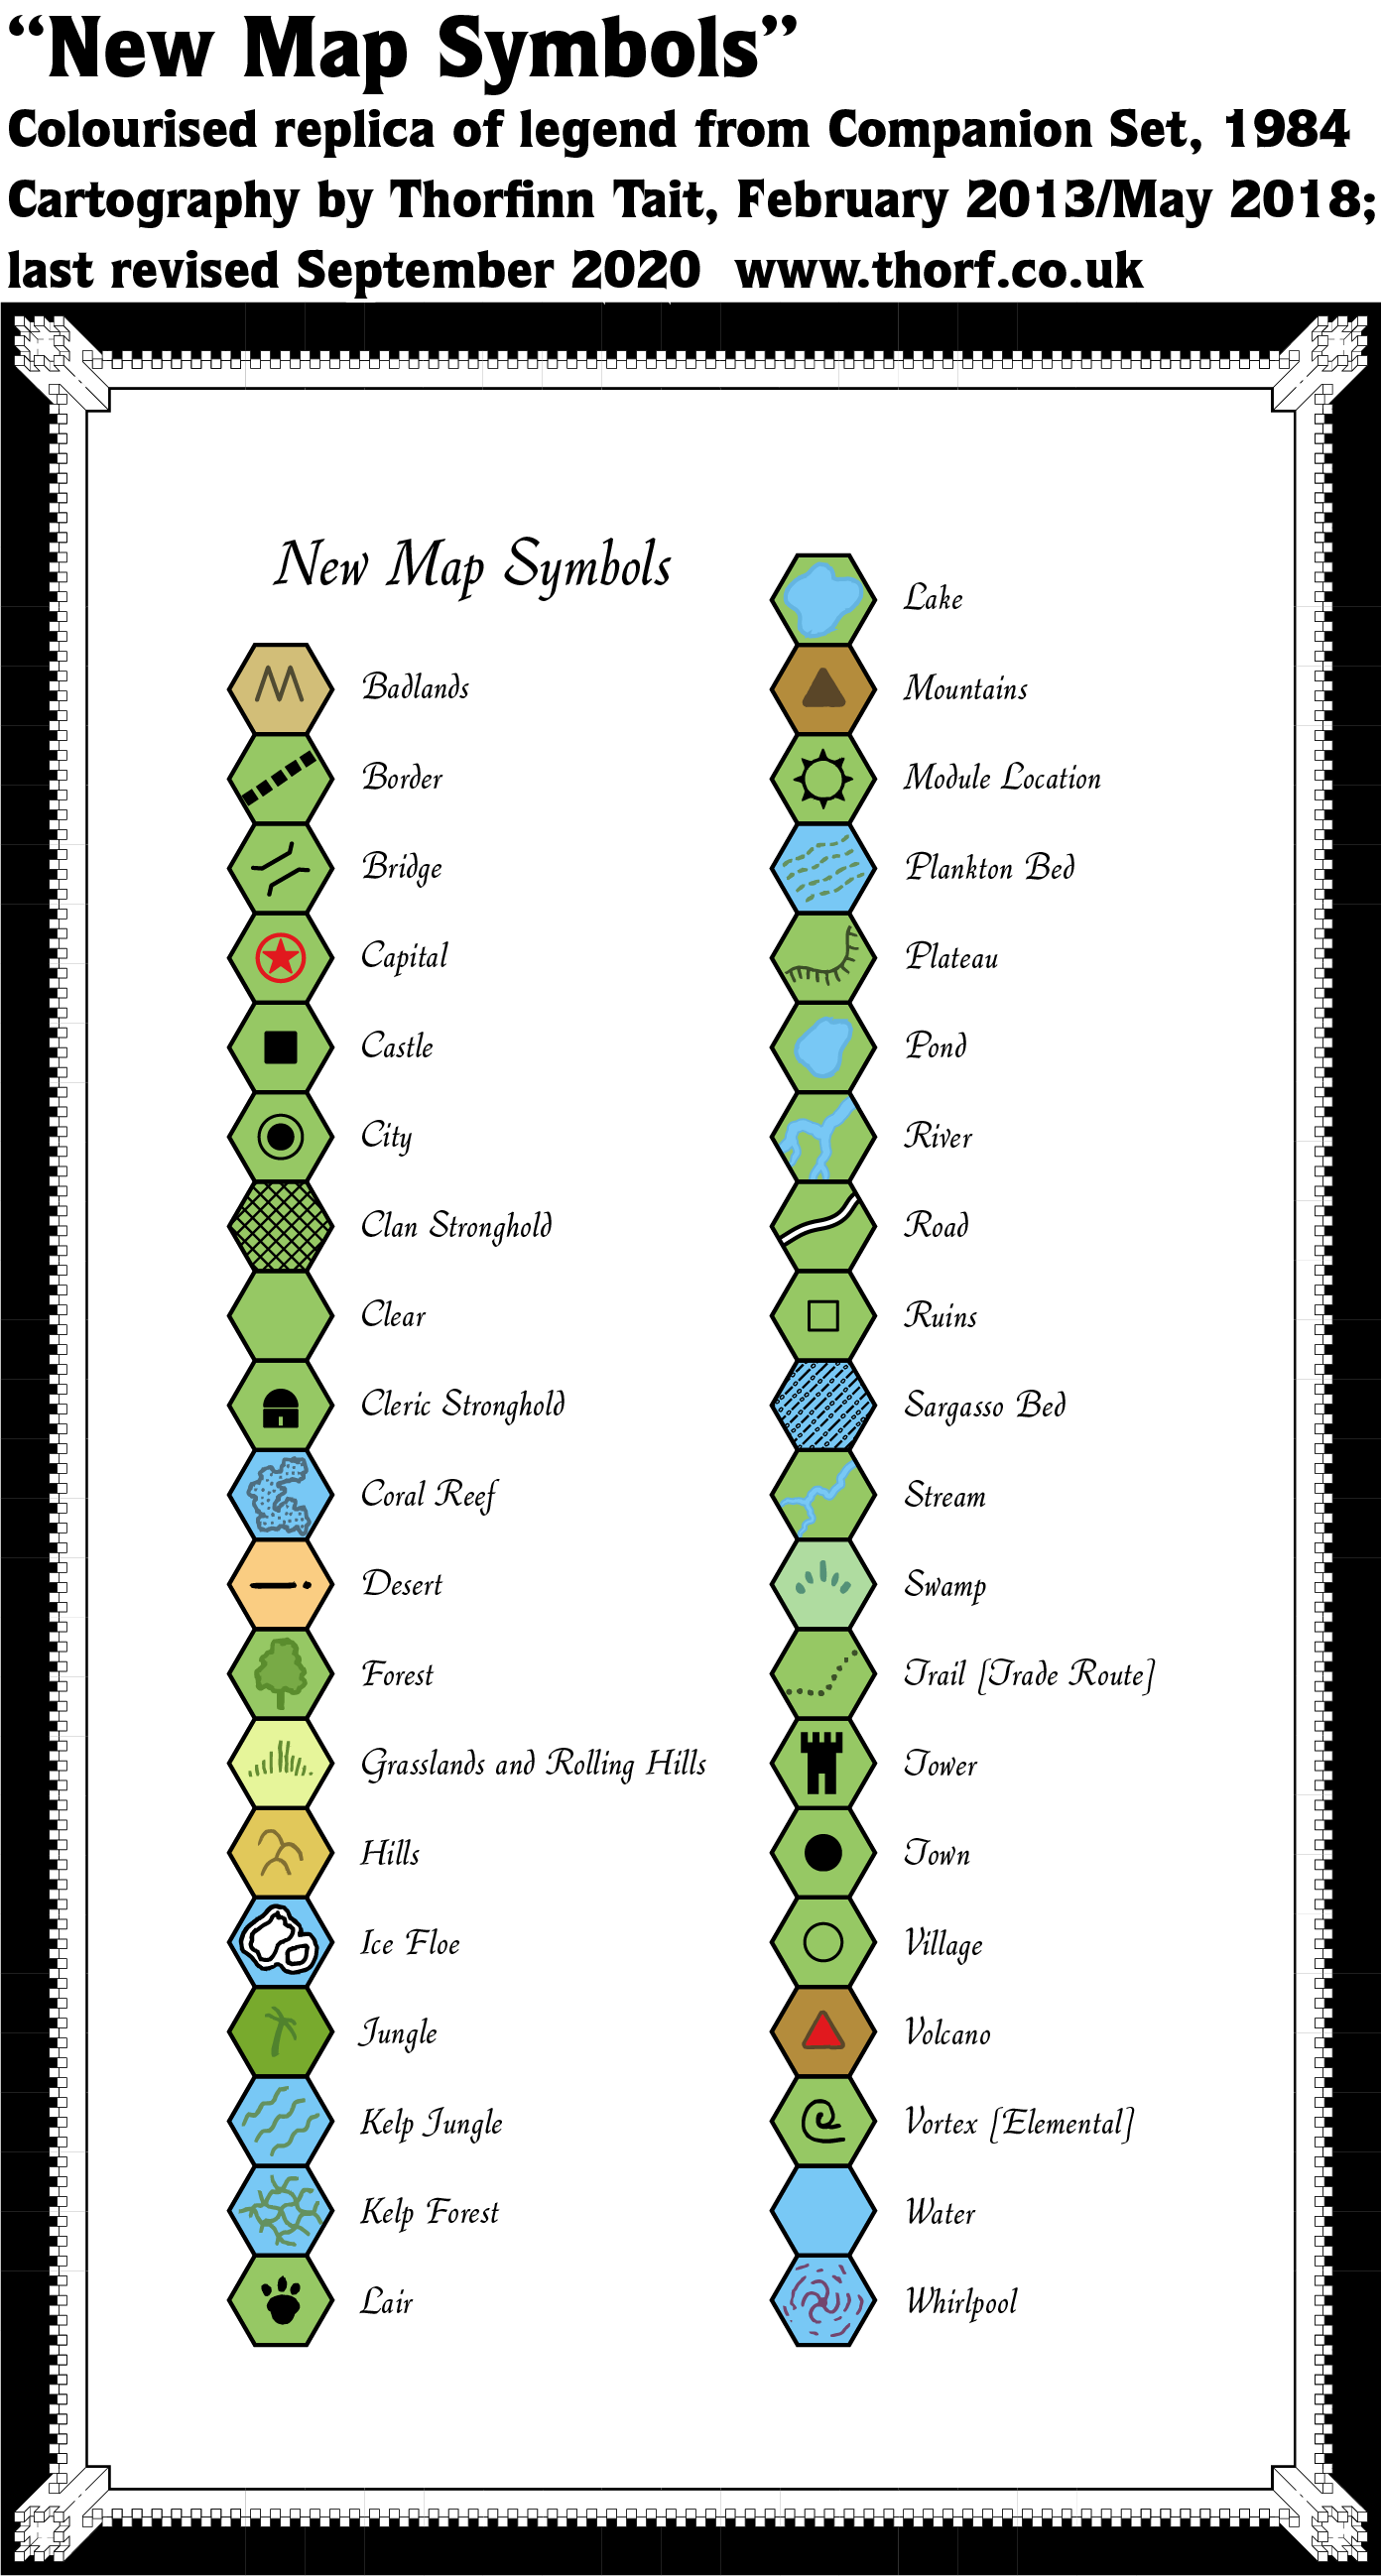 “New Map Symbols”
Colourised replica of legend from Companion Set, 1984
Cartography by Thorfinn Tait, February 2013/May 2018;
last revised September 2020 www.thorf.co.uk
New Map Symbols
Badlands
Border
Bridge
Capital
Castle
City
Clan Stronghold
Clear
Cleric Stronghold
Coral Reef
Desert
Forest
Grasslands and Rolling Hills
Hills
Ice Floe
Jungle
Kelp Jungle
Kelp Forest
Lair
Lake
Mountains
Module Location
Plankton Bed
Plateau
Pond
River
Road
Ruins
Sargasso Bed
Stream
Swamp
Trail [Trade Route]
Tower
Town
Village
Volcano
Vortex [Elemental]
Water
Whirlpool